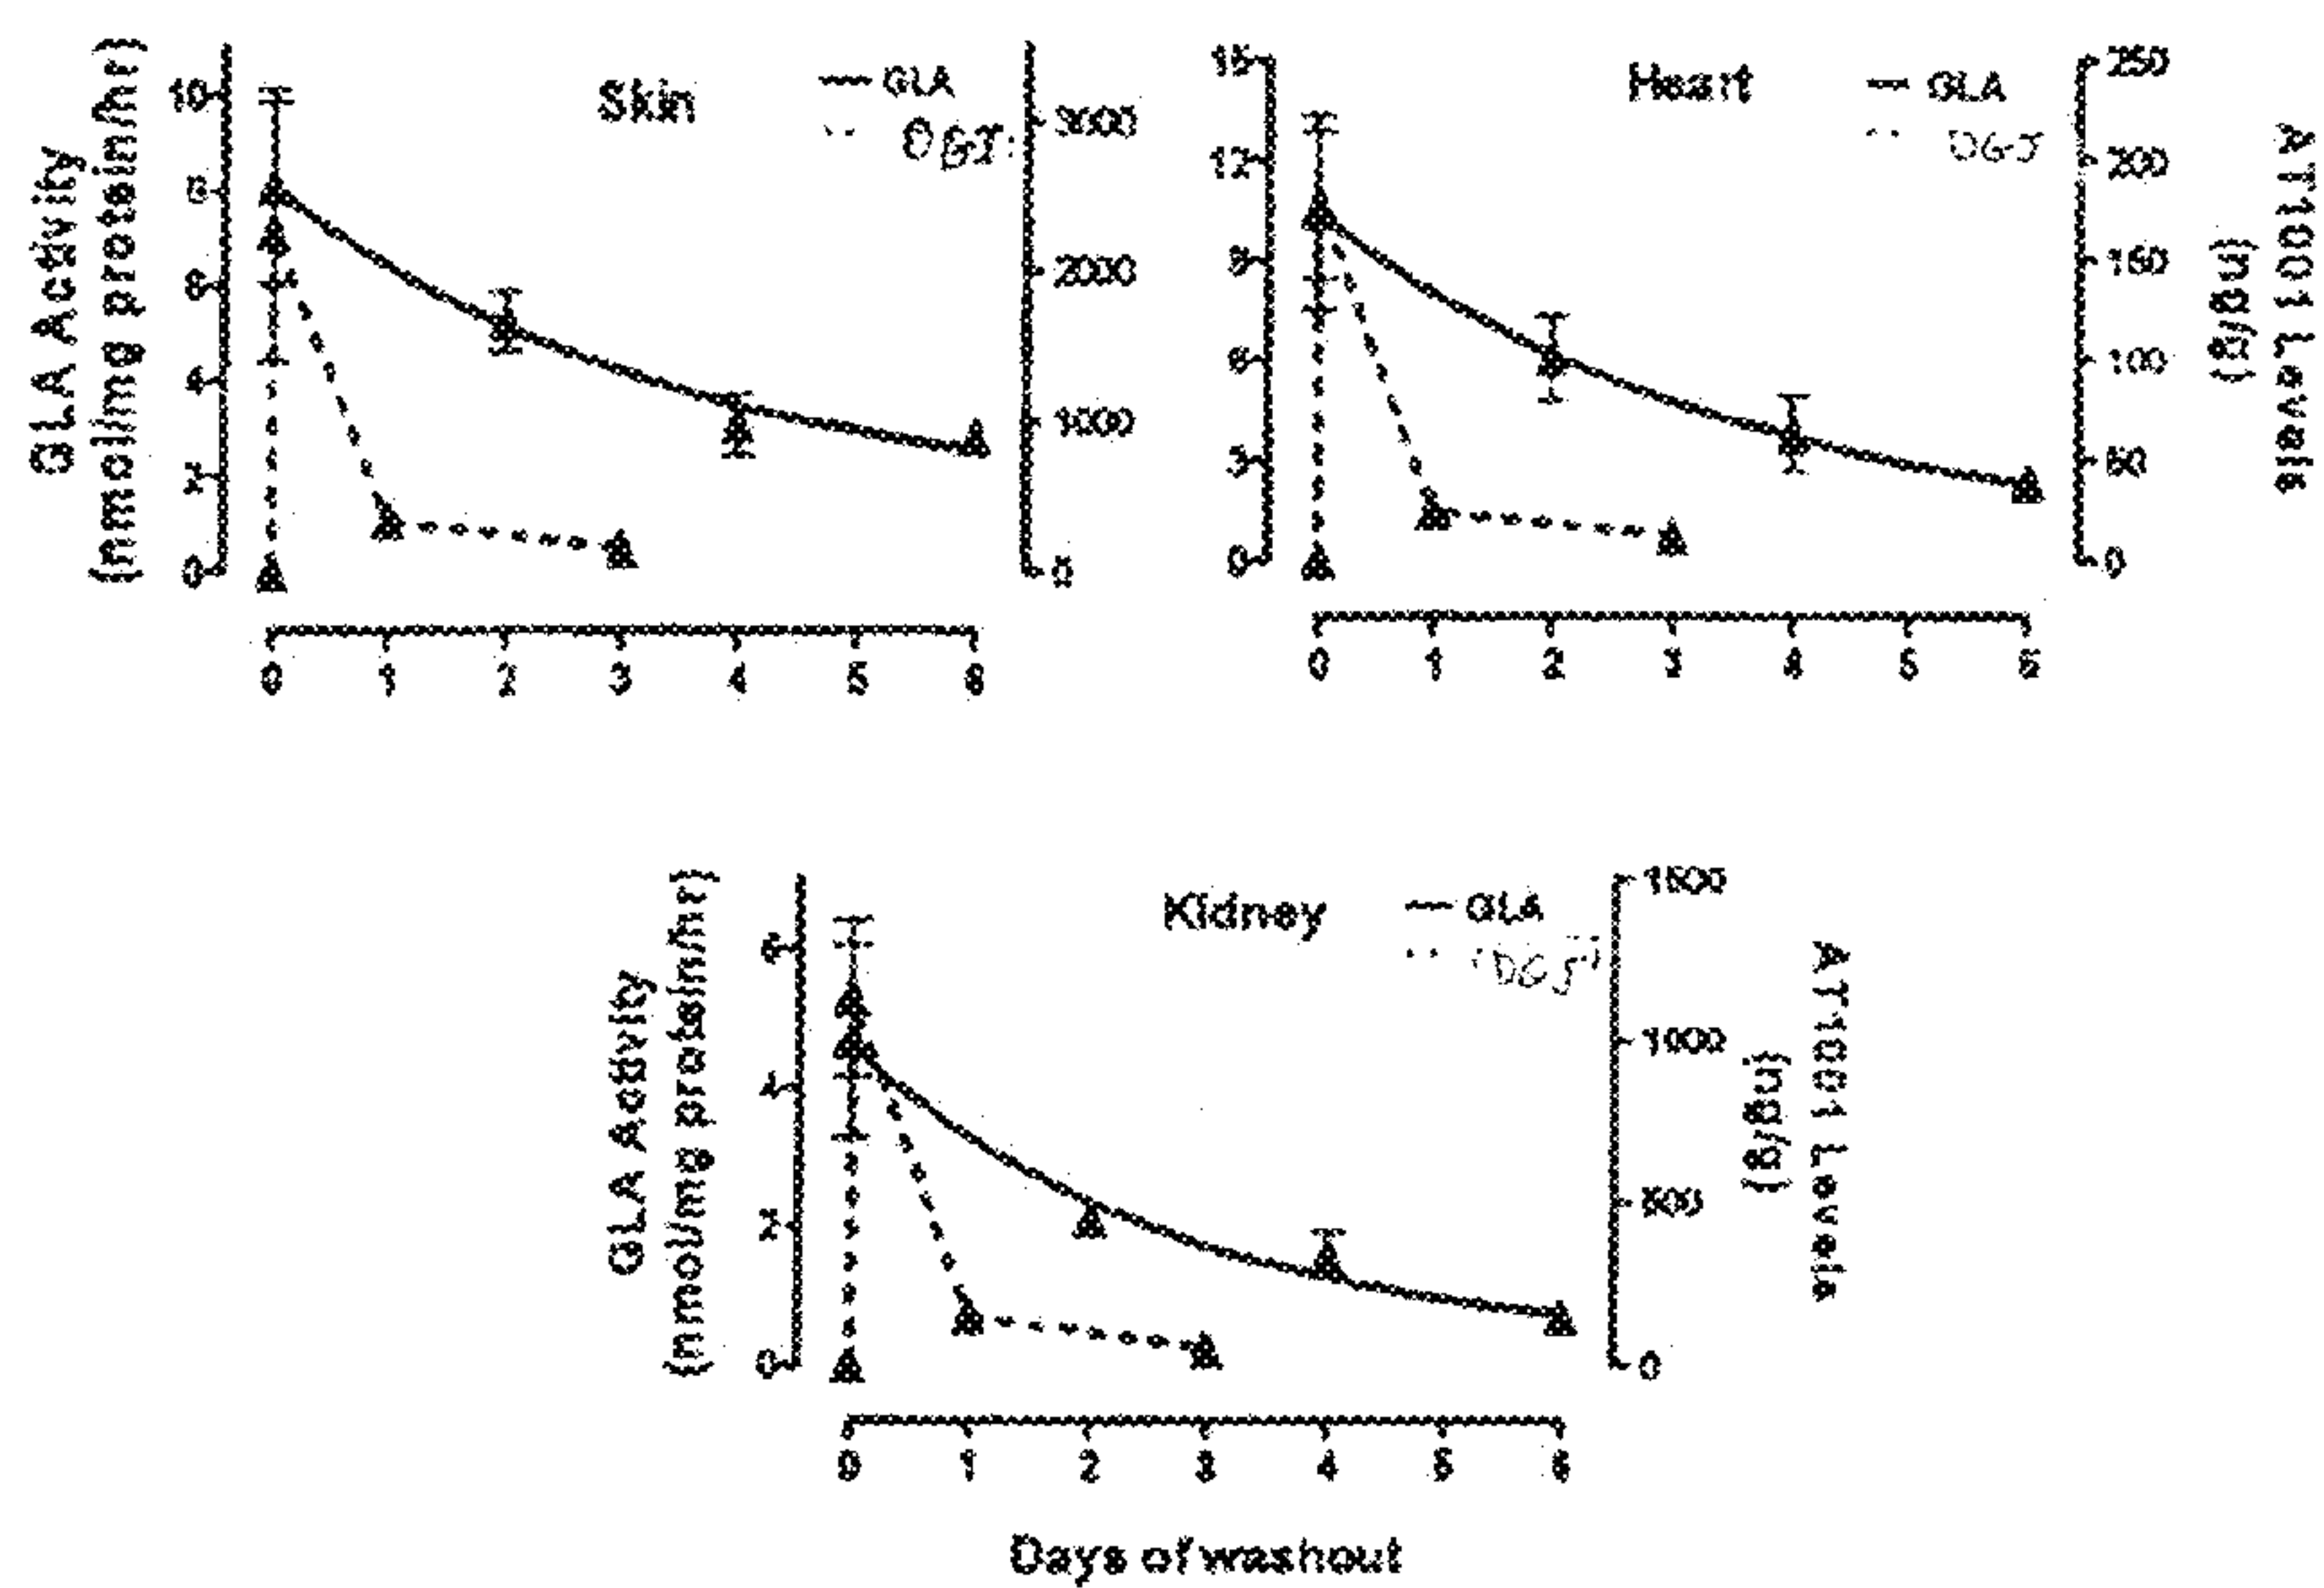 Skin
GLA
DGJ
GLA Activity
(nmol/mg protein/hr)
10
8
6
4
2
0
3000
2000
1000
0
0 1 2 3 4 5 6
Heart
GLA
DGJ
15
12
9
6
3
0
250
200
150
100
50
0
AT1001 Levels
(ng/g)
0 1 2 3 4 5 6
Kidney
GLA
DGJ
GLA Activity
(nmol/mg protein/hr)
2
0
1500
1000
500
0
AT1001 Levels
(ng/g)
0 1 2 3 4 5 6
Days of washout